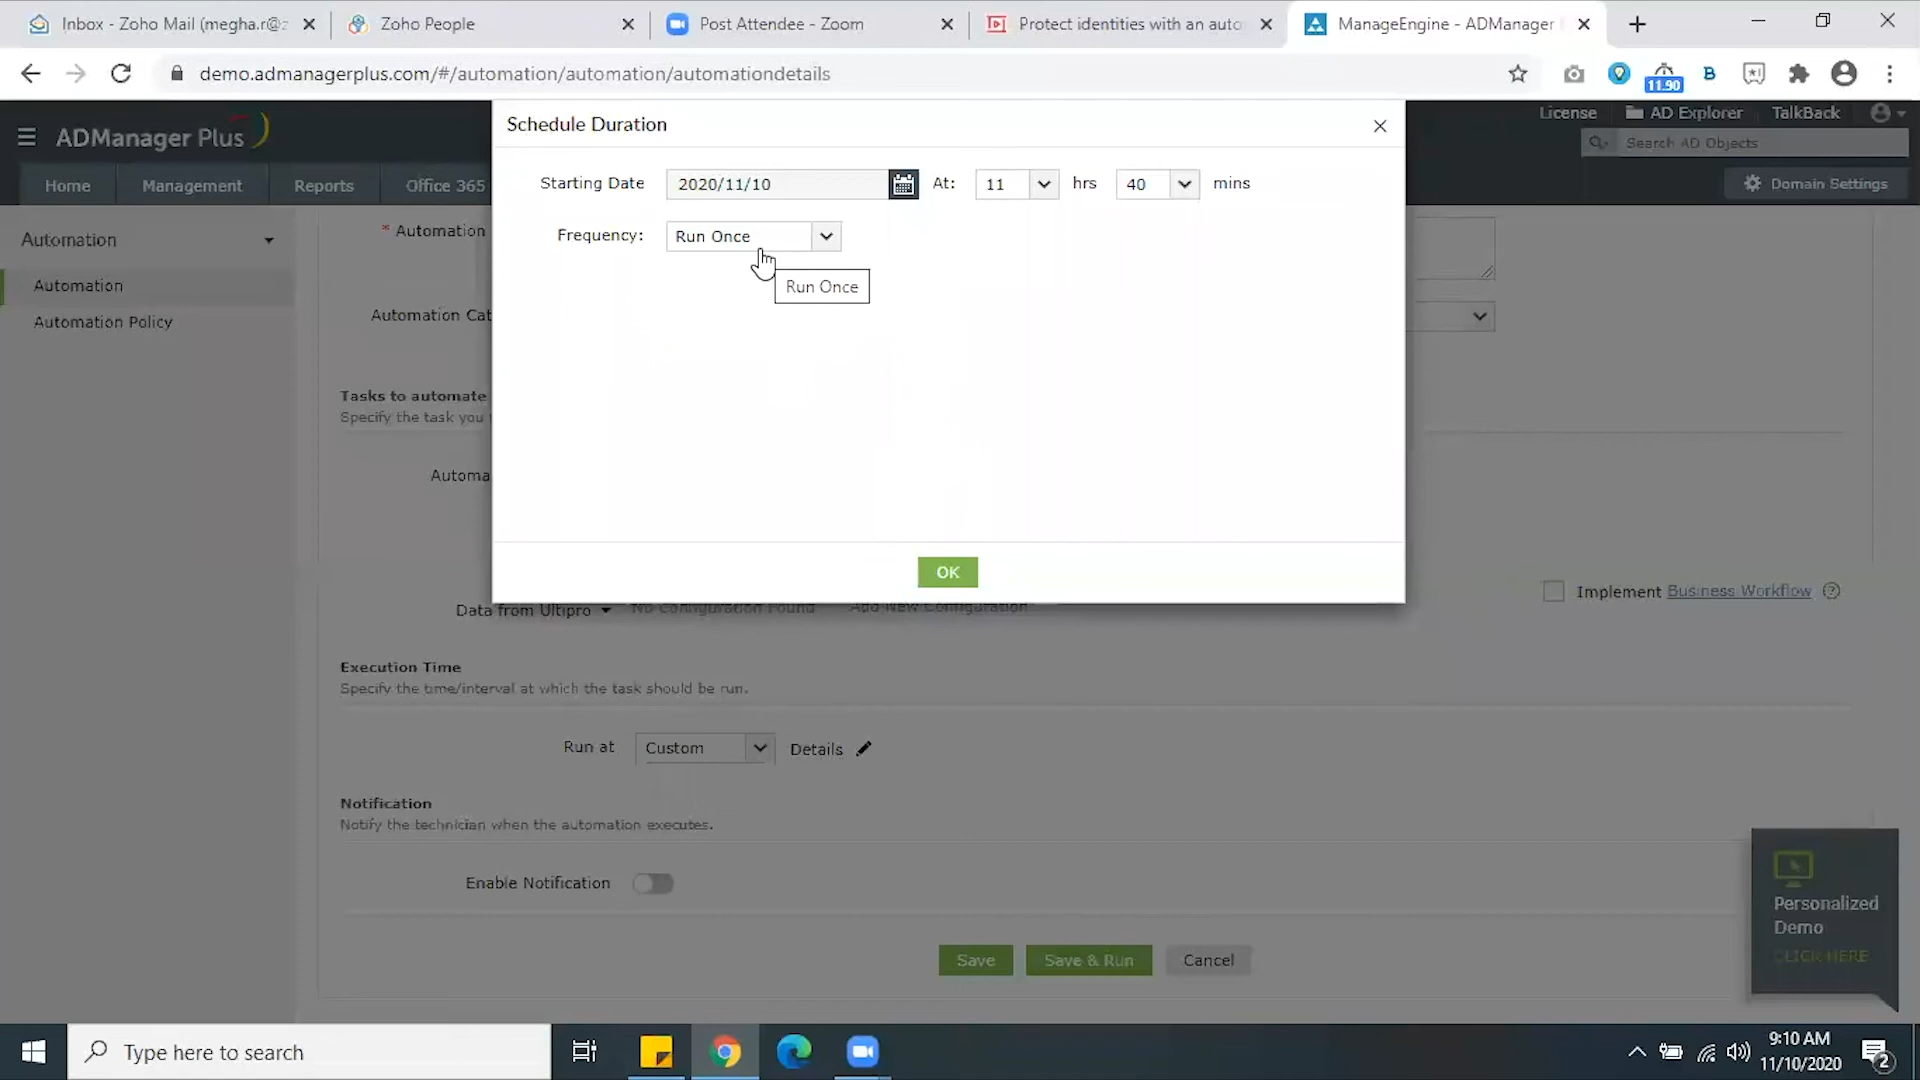 Inbox - Zoho Mail (megha.r@z
Zoho People
Post Attendee - Zoom
Protect identities with an auto
ManageEngine - ADManager
demo.admanagerplus.com/#/automation/automation/automationdetails
11.90
B
License
AD Explorer
TalkBack
ADManager Plus
Search AD Objects
Home
Management
Reports
Office 365
Domain Settings
Schedule Duration
Starting Date
2020/11/10
At:
11
hrs
40
mins
Frequency:
Run Once
Run Once
OK
Automation
Automation
Automation Policy
* Automation
Automation Cat
Tasks to automate
Specify the task you
Automa
Data from Ultipro
No Configuration Found
Add New Configuration
Implement Business Workflow
?
Execution Time
Specify the time/interval at which the task should be run.
Run at
Custom
Details
Notification
Notify the technician when the automation executes.
Enable Notification
Save
Save & Run
Cancel
Personalized
Demo
CLICK HERE
Type here to search
9:10 AM
11/10/2020
2